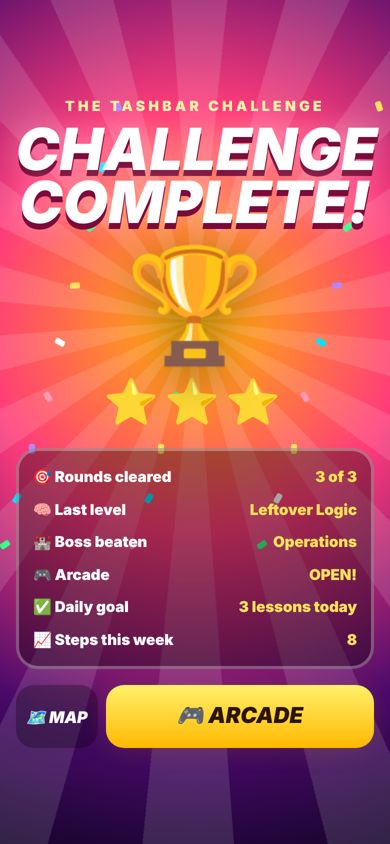 THE TASHBAR CHALLENGE
CHALLENGE
COMPLETE!
Rounds cleared 3 of 3
Last level Leftover Logic
Boss beaten Operations
Arcade OPEN!
Daily goal 3 lessons today
Steps this week 8
MAP ARCADE